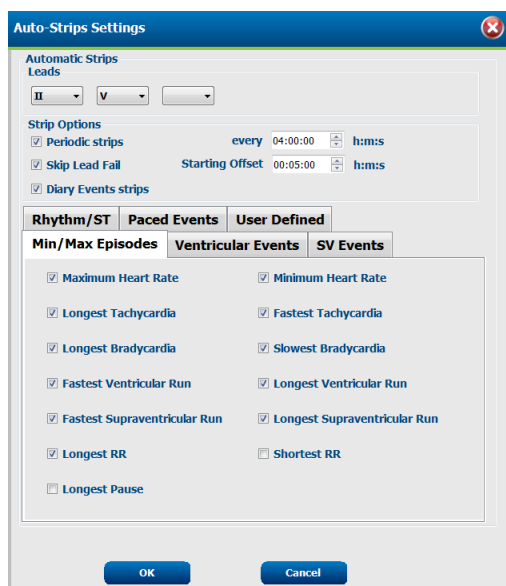 Auto-Strips Settings
Automatic Strips
Leads
II V
Strip Options
Periodic strips every 04:00:00 h:m:s
Skip Lead Fail Starting Offset 00:05:00 h:m:s
Diary Events strips
Rhythm/ST Paced Events User Defined
Min/Max Episodes Ventricular Events SV Events
Maximum Heart Rate Minimum Heart Rate
Longest Tachycardia Fastest Tachycardia
Longest Bradycardia Slowest Bradycardia
Fastest Ventricular Run Longest Ventricular Run
Fastest Supraventricular Run Longest Supraventricular Run
Longest RR Shortest RR
Longest Pause
OK Cancel